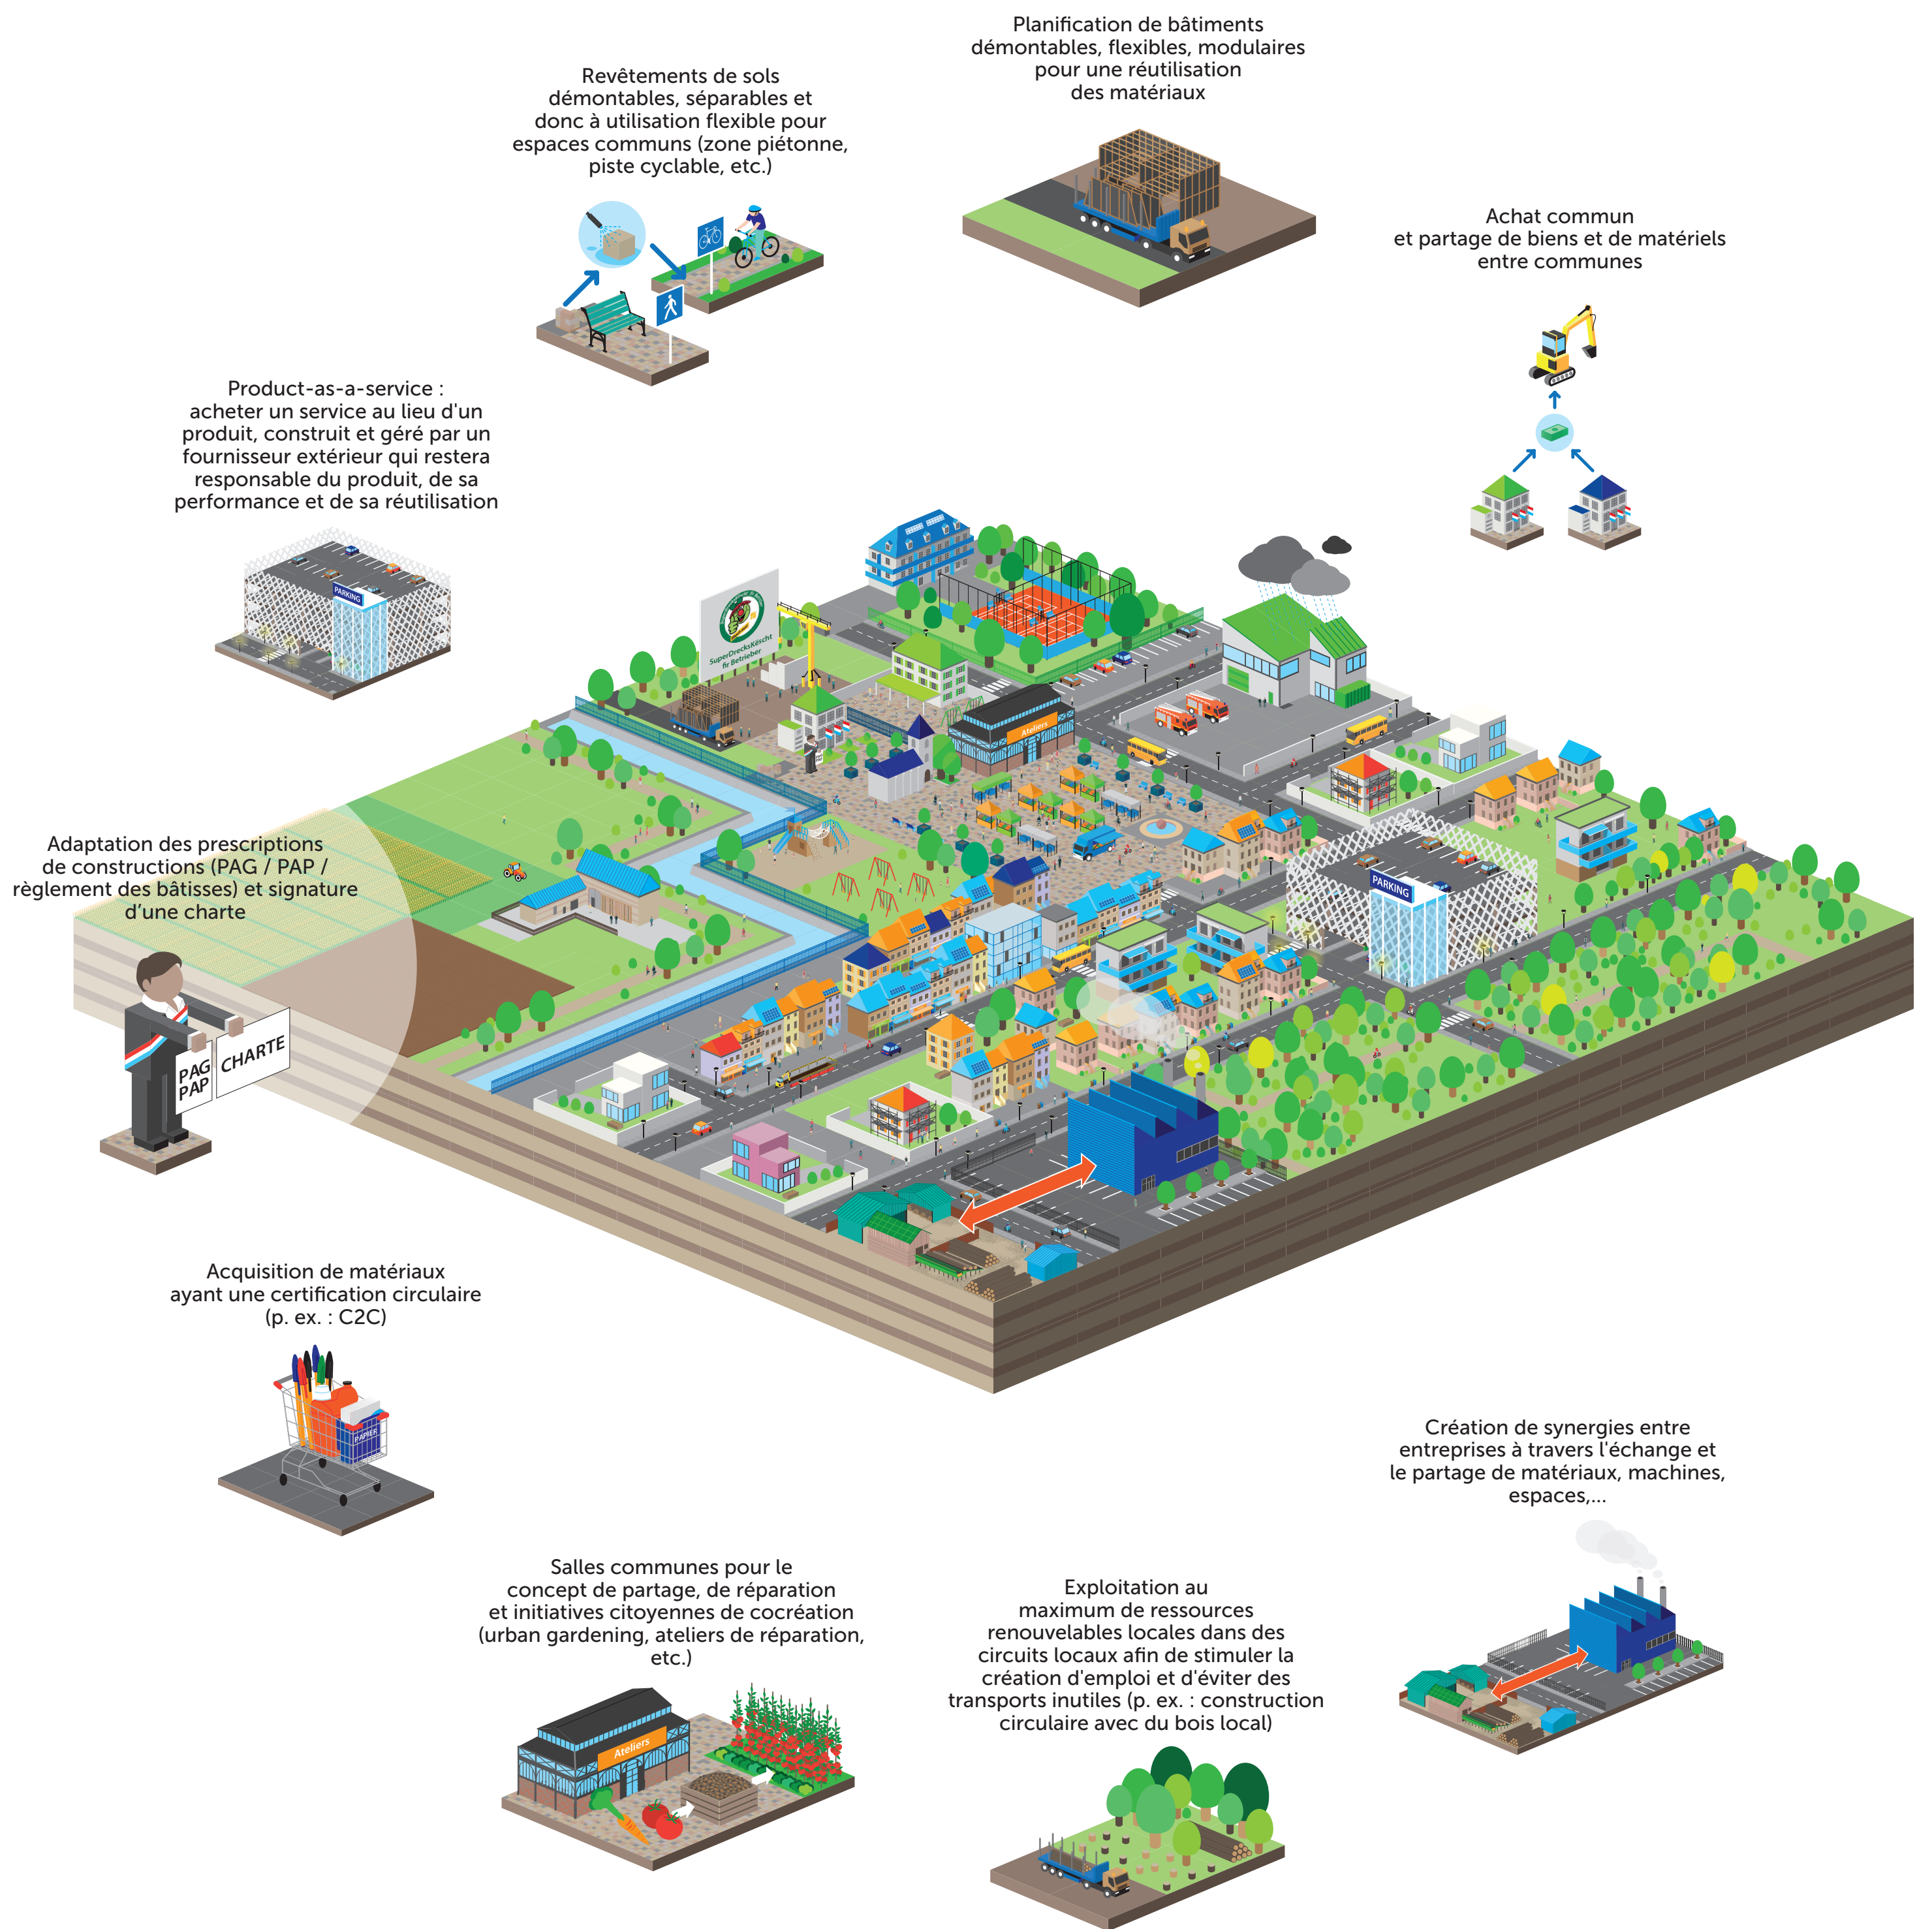 Planification de bâtiments
démontables, flexibles, modulaires
pour une réutilisation
des matériaux
Revêtements de sols
démontables, séparables et
donc à utilisation flexible pour
espaces communs (zone piétonne,
piste cyclable, etc.)
Achat commun
et partage de biens et de matériels
entre communes
Product-as-a-service :
acheter un service au lieu d'un
produit, construit et géré par un
fournisseur extérieur qui restera
responsable du produit, de sa
performance et de sa réutilisation
PARKING
SuperDrecksKëscht
fir Betrieber
Ateliers
PARKING
Adaptation des prescriptions
de constructions (PAG / PAP /
règlement des bâtisses) et signature
d’une charte
PAG
PAP
CHARTE
Acquisition de matériaux
ayant une certification circulaire
(p. ex. : C2C)
PAPIER
Création de synergies entre
entreprises à travers l'échange et
le partage de matériaux, machines,
espaces,...
Salles communes pour le
concept de partage, de réparation
et initiatives citoyennes de cocréation
(urban gardening, ateliers de réparation,
etc.)
Ateliers
Exploitation au
maximum de ressources
renouvelables locales dans des
circuits locaux afin de stimuler la
création d'emploi et d'éviter des
transports inutiles (p. ex. : construction
circulaire avec du bois local)